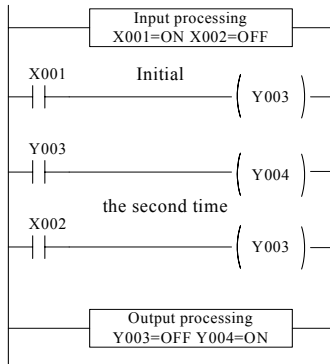 Input processing
X001=ON X002=OFF
X001
Initial
Y003
Y003
Y004
the second time
X002
Y003
Output processing
Y003=OFF Y004=ON